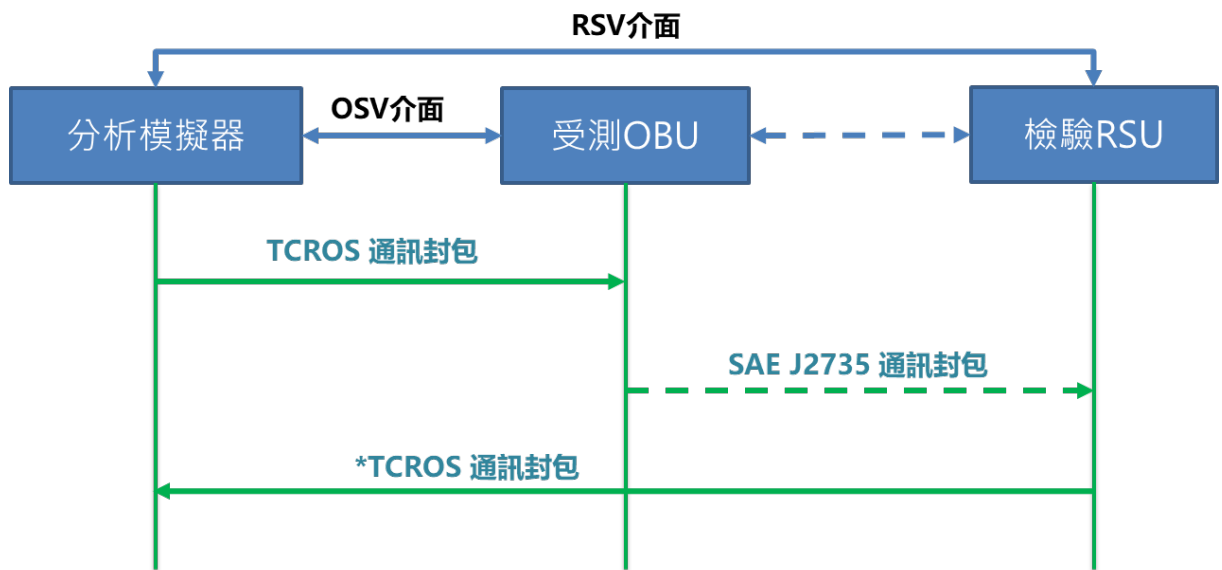 RSV介面
OSV介面
分析模擬器
受測OBU
檢驗RSU
TCROS 通訊封包
SAE J2735 通訊封包
*TCROS 通訊封包